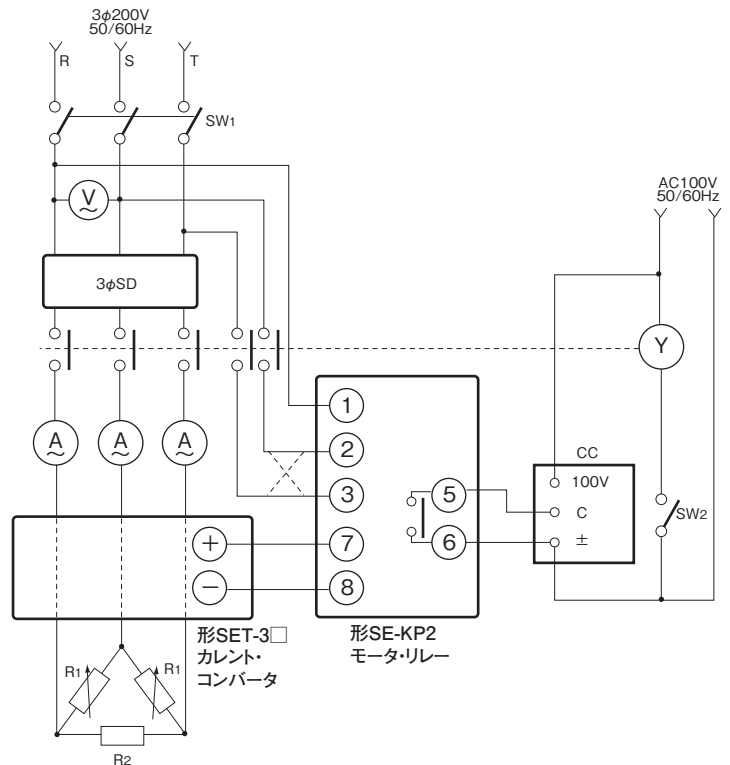 3φ200V
50/60Hz
R
S
T
SW1
V
AC100V
50/60Hz
3φSD
Y
1
A
A
A
2
CC
100V
3
5
C
SW2
+
7
6
±
−
8
形SET-3□
カレント・
コンバータ
形SE-KP2
モータ・リレー
R1
R1
R2